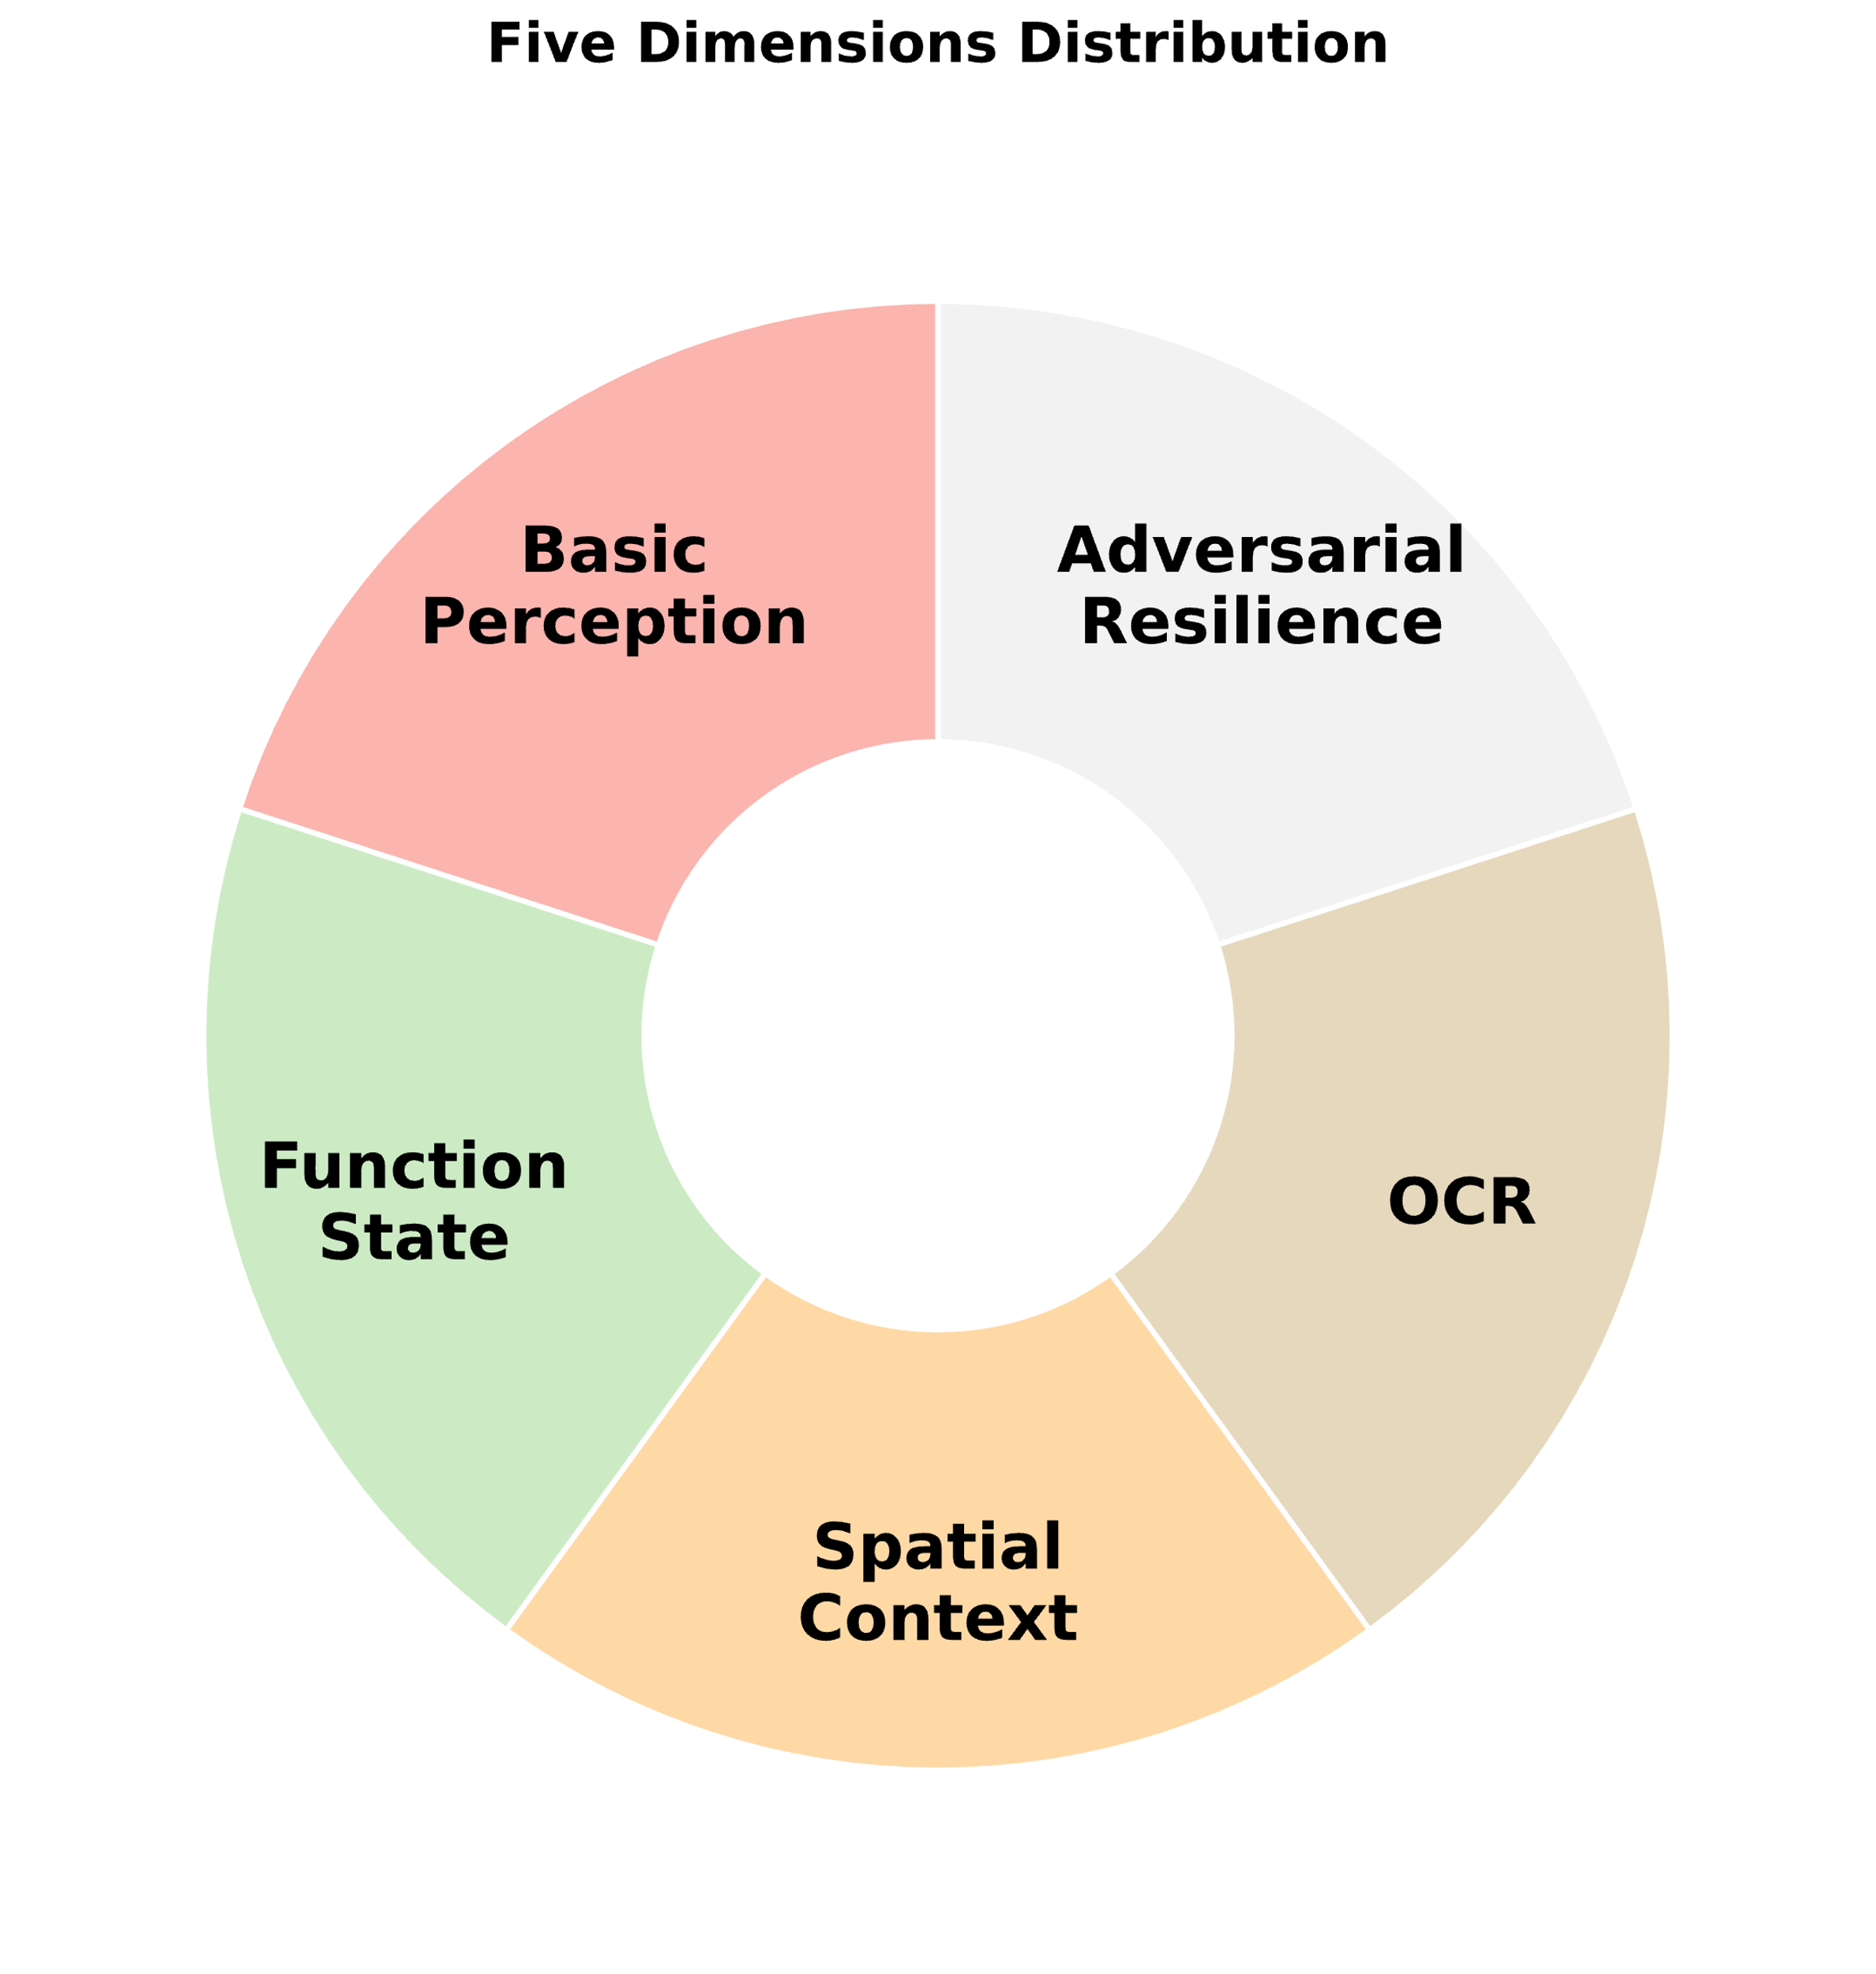 Five Dimensions Distribution
Basic
Perception
Adversarial
Resilience
Function
State
OCR
Spatial
Context